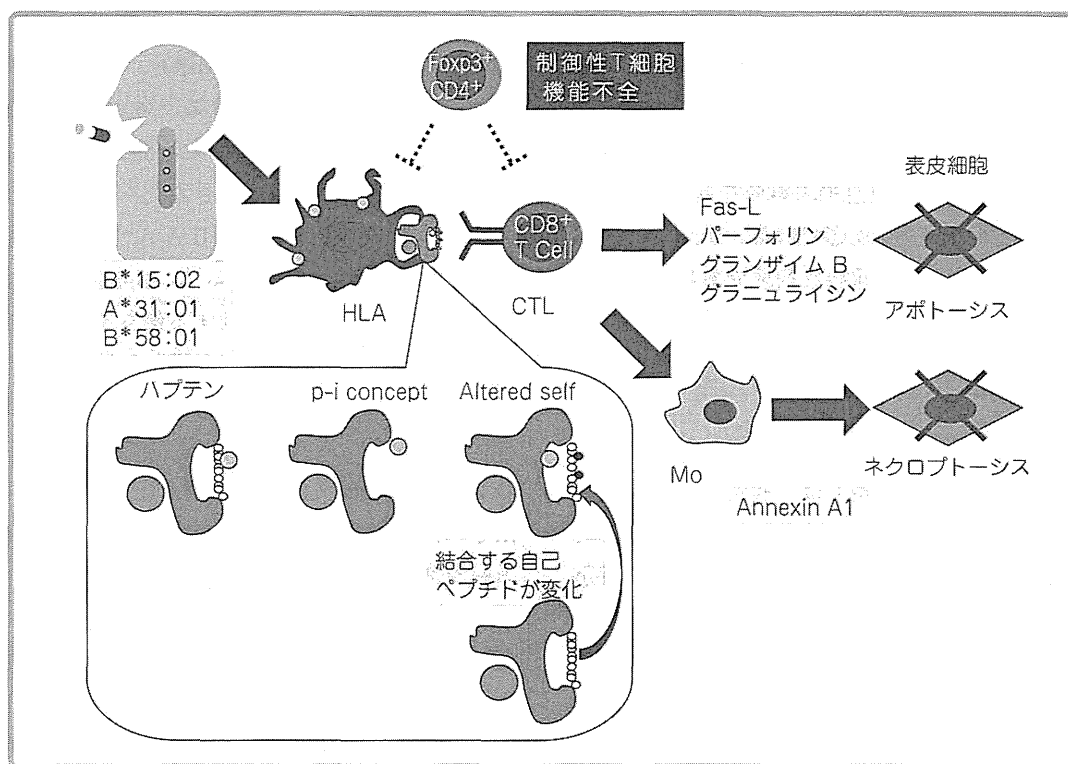 Foxp3⁺
CD4⁺
制御性T細胞
機能不全
B*15:02
A*31:01
B*58:01
HLA
CD8⁺
T Cell
CTL
Fas-L
パーフォリン
グランザイム B
グラニュライシン
表皮細胞
アポトーシス
Mo
Annexin A1
ネクロプトーシス
ハプテン
p-i concept
Altered self
結合する自己
ペプチドが変化